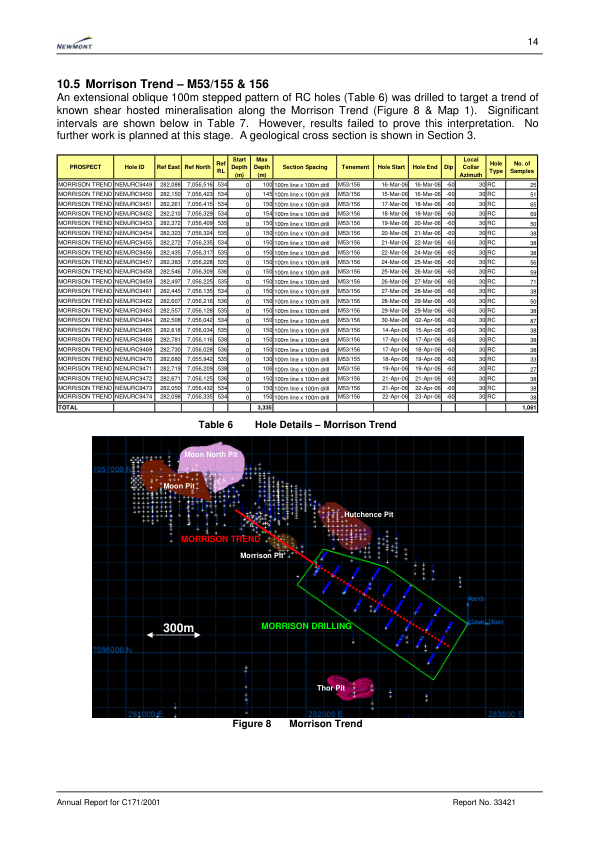 NEWMONT
14
10.5 Morrison Trend – M53/155 & 156
An extensional oblique 100m stepped pattern of RC holes (Table 6) was drilled to target a trend of
known shear hosted mineralisation along the Morrison Trend (Figure 8 & Map 1). Significant
intervals are shown below in Table 7. However, results failed to prove this interpretation. No
further work is planned at this stage. A geological cross section is shown in Section 3.
PROSPECT Hole ID Ref East Ref North Ref RL Start Depth (m) Max Depth (m) Section Spacing Tenement Hole Start Hole End Dip Local Collar Azimuth Hole Type No. of Samples
MORRISON TREND NEMJRC9449 282,088 7,056,516 534 0 100 100m line x 100m drill M53/156 16-Mar-06 16-Mar-06 -60 30 RC 25
MORRISON TREND NEMJRC9450 282,150 7,056,423 534 0 145 100m line x 100m drill M53/156 16-Mar-06 17-Mar-06 -60 30 RC 51
MORRISON TREND NEMJRC9451 282,261 7,056,415 534 0 150 100m line x 100m drill M53/156 17-Mar-06 18-Mar-06 -60 30 RC 65
MORRISON TREND NEMJRC9452 282,210 7,056,329 534 0 154 100m line x 100m drill M53/156 18-Mar-06 18-Mar-06 -60 30 RC 69
MORRISON TREND NEMJRC9453 282,372 7,056,409 535 0 150 100m line x 100m drill M53/156 19-Mar-06 20-Mar-06 -60 30 RC 50
MORRISON TREND NEMJRC9454 282,323 7,056,324 535 0 150 100m line x 100m drill M53/156 20-Mar-06 21-Mar-06 -60 30 RC 38
MORRISON TREND NEMJRC9455 282,272 7,056,235 534 0 150 100m line x 100m drill M53/156 21-Mar-06 22-Mar-06 -60 30 RC 38
MORRISON TREND NEMJRC9456 282,435 7,056,317 535 0 150 100m line x 100m drill M53/156 22-Mar-06 24-Mar-06 -60 30 RC 38
MORRISON TREND NEMJRC9457 282,383 7,056,228 535 0 150 100m line x 100m drill M53/156 24-Mar-06 25-Mar-06 -60 30 RC 56
MORRISON TREND NEMJRC9458 282,546 7,056,309 536 0 150 100m line x 100m drill M53/156 25-Mar-06 26-Mar-06 -60 30 RC 59
MORRISON TREND NEMJRC9459 282,497 7,056,225 535 0 150 100m line x 100m drill M53/156 26-Mar-06 27-Mar-06 -60 30 RC 71
MORRISON TREND NEMJRC9461 282,445 7,056,135 534 0 150 100m line x 100m drill M53/156 27-Mar-06 28-Mar-06 -60 30 RC 38
MORRISON TREND NEMJRC9462 282,607 7,056,216 536 0 150 100m line x 100m drill M53/156 28-Mar-06 29-Mar-06 -60 30 RC 50
MORRISON TREND NEMJRC9463 282,557 7,056,128 535 0 150 100m line x 100m drill M53/156 29-Mar-06 29-Mar-06 -60 30 RC 38
MORRISON TREND NEMJRC9464 282,508 7,056,042 534 0 150 100m line x 100m drill M53/156 30-Mar-06 02-Apr-06 -60 30 RC 87
MORRISON TREND NEMJRC9465 282,618 7,056,034 535 0 150 100m line x 100m drill M53/156 14-Apr-06 15-Apr-06 -60 30 RC 38
MORRISON TREND NEMJRC9468 282,781 7,056,116 538 0 150 100m line x 100m drill M53/156 17-Apr-06 17-Apr-06 -60 30 RC 38
MORRISON TREND NEMJRC9469 282,730 7,056,028 536 0 150 100m line x 100m drill M53/156 17-Apr-06 18-Apr-06 -60 30 RC 38
MORRISON TREND NEMJRC9470 282,680 7,055,942 535 0 130 100m line x 100m drill M53/156 18-Apr-06 19-Apr-06 -60 30 RC 33
MORRISON TREND NEMJRC9471 282,719 7,056,209 538 0 106 100m line x 100m drill M53/156 19-Apr-06 19-Apr-06 -60 30 RC 27
MORRISON TREND NEMJRC9472 282,671 7,056,125 536 0 150 100m line x 100m drill M53/156 21-Apr-06 21-Apr-06 -60 30 RC 38
MORRISON TREND NEMJRC9473 282,050 7,056,432 534 0 150 100m line x 100m drill M53/156 21-Apr-06 22-Apr-06 -60 30 RC 38
MORRISON TREND NEMJRC9474 282,098 7,056,335 534 0 150 100m line x 100m drill M53/156 22-Apr-06 23-Apr-06 -60 30 RC 38
TOTAL 3,335 1,061
Table 6 Hole Details – Morrison Trend
Moon North Pit
7057000 N
Moon Pit
Hutchence Pit
MORRISON TREND
Morrison Pit
North
300m
MORRISON DRILLING
7056000 N
Thor Pit
281000 E 282000 E 283000 E
Figure 8 Morrison Trend
Annual Report for C171/2001 Report No. 33421